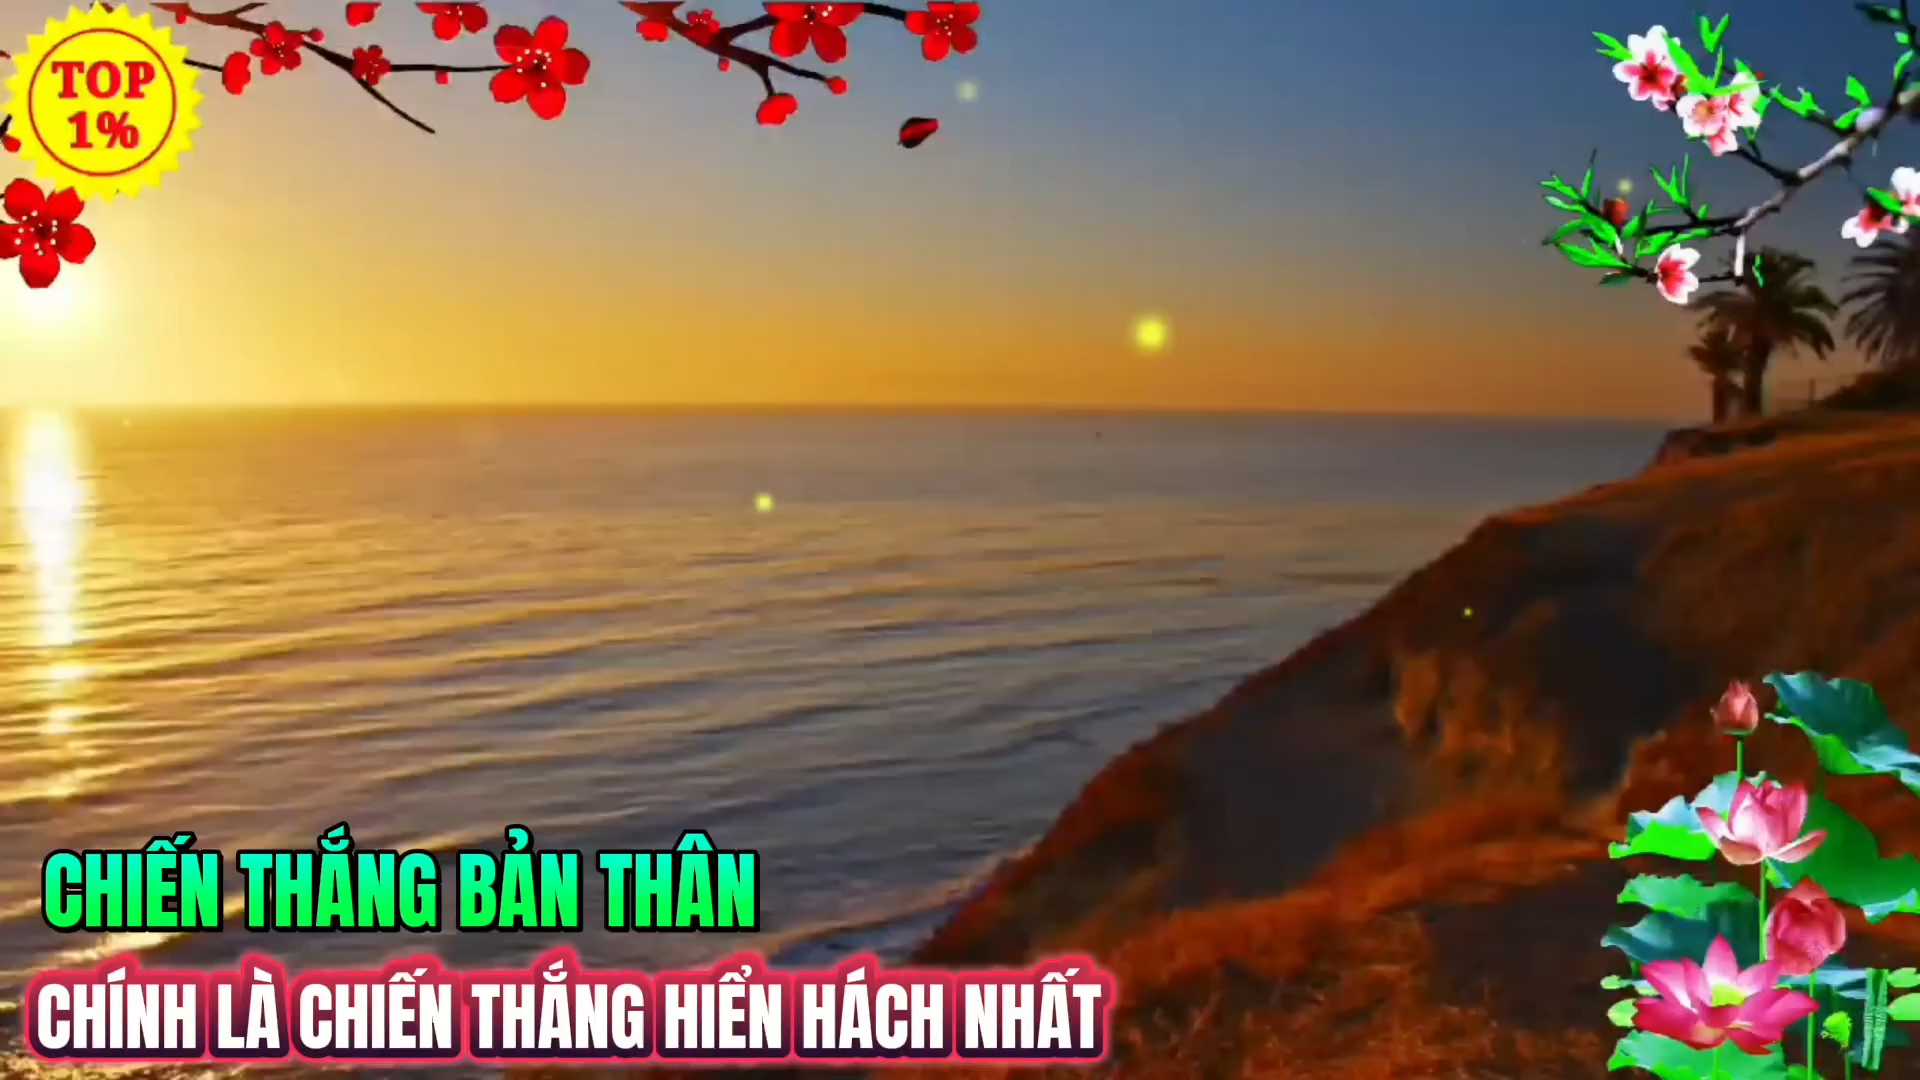 TOP
1%
CHIẾN THẮNG BẢN THÂN
CHÍNH LÀ CHIẾN THẮNG HIỂN HÁCH NHẤT